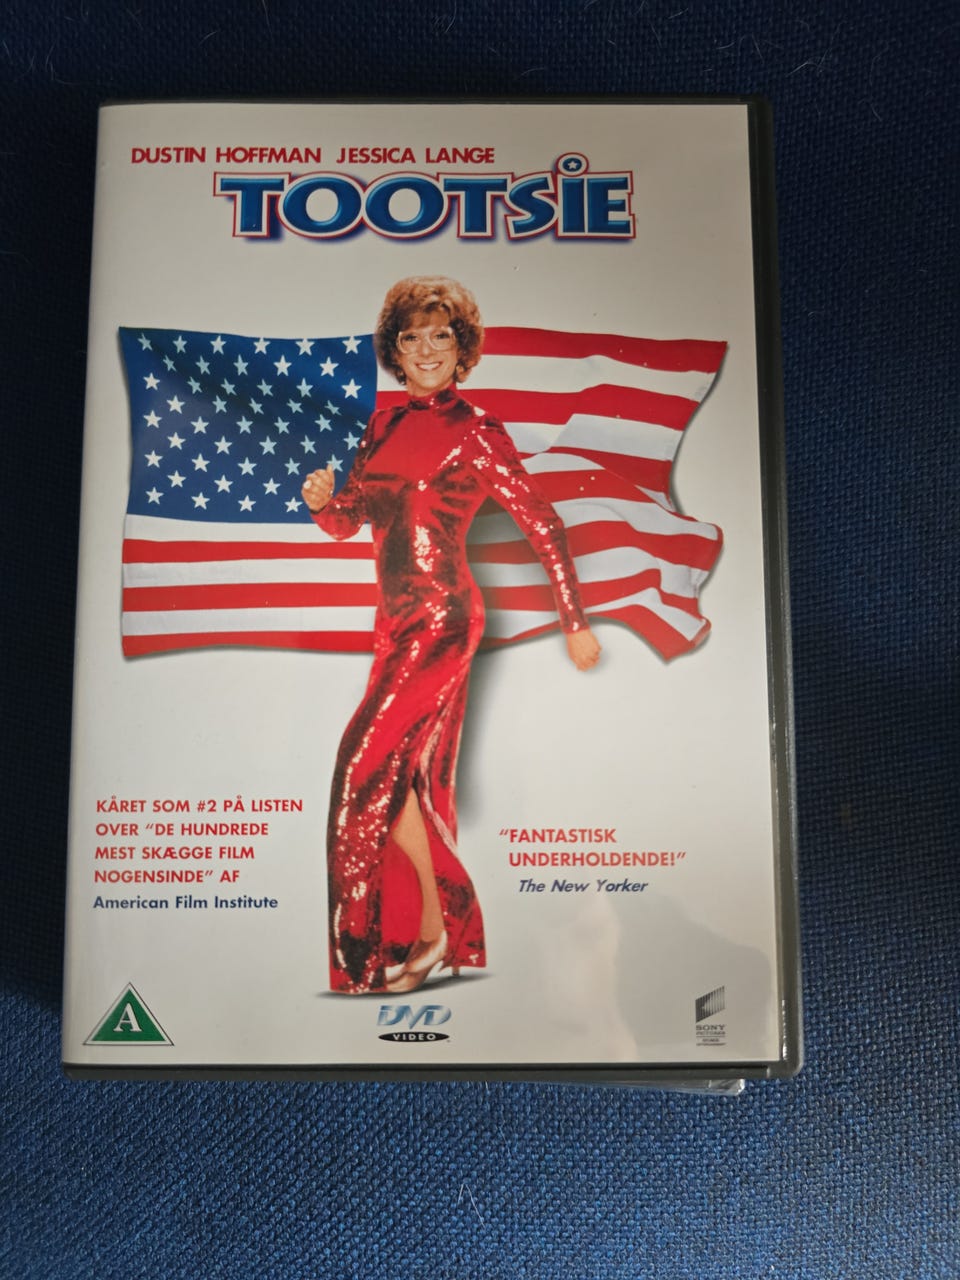 DUSTIN HOFFMAN JESSICA LANGE
TOOTSiE
KÅRET SOM #2 PÅ LISTEN
OVER "DE HUNDREDE
MEST SKÆGGE FILM
NOGENSINDE" AF
American Film Institute
"FANTASTISK
UNDERHOLDENDE!"
The New Yorker
A
DVD
VIDEO
SONY
PICTURES